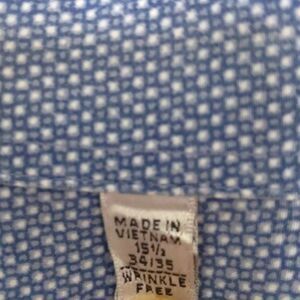 MADE IN
VIETNAM
15½
34/35
WRINKLE
FREE